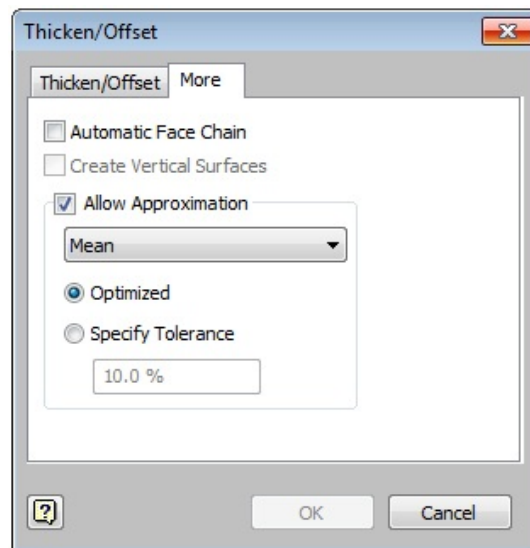 Thicken/Offset
Thicken/Offset More
Automatic Face Chain
Create Vertical Surfaces
Allow Approximation
Mean
Optimized
Specify Tolerance
10.0 %
OK Cancel